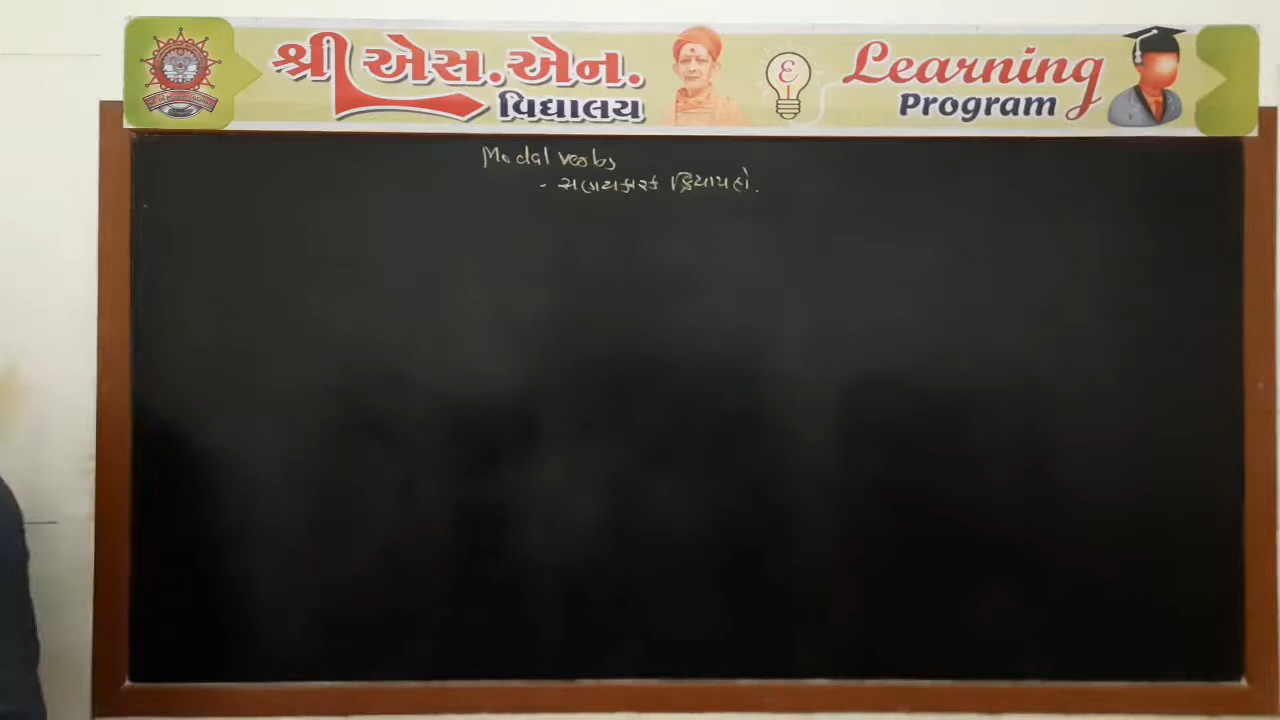 શ્રી એસ.એન.
વિદ્યાલય
Learning
Program
Modal verbs
- સહાયકારક ક્રિયાપદો.